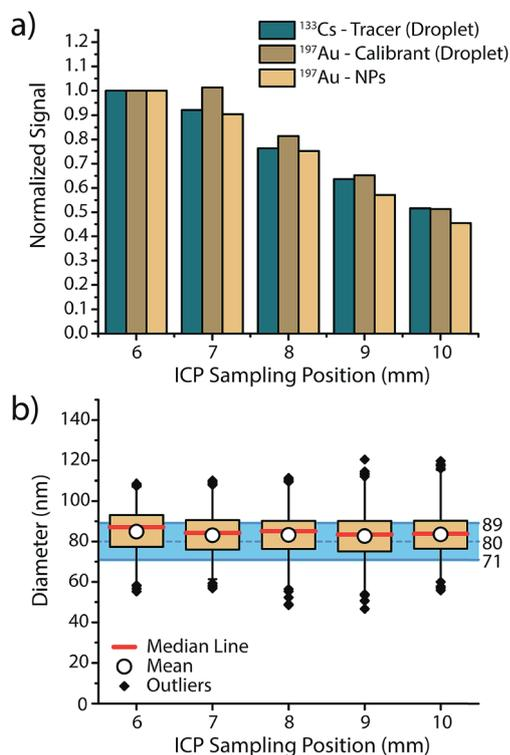 a)
¹³³Cs - Tracer (Droplet)
¹⁹⁷Au - Calibrant (Droplet)
¹⁹⁷Au - NPs
Normalized Signal
1.2
1.1
1.0
0.9
0.8
0.7
0.6
0.5
0.4
0.3
0.2
0.1
0.0
6 7 8 9 10
ICP Sampling Position (mm)
b)
Diameter (nm)
140
120
100
80
60
40
20
0
89
80
71
Median Line
Mean
Outliers
6 7 8 9 10
ICP Sampling Position (mm)